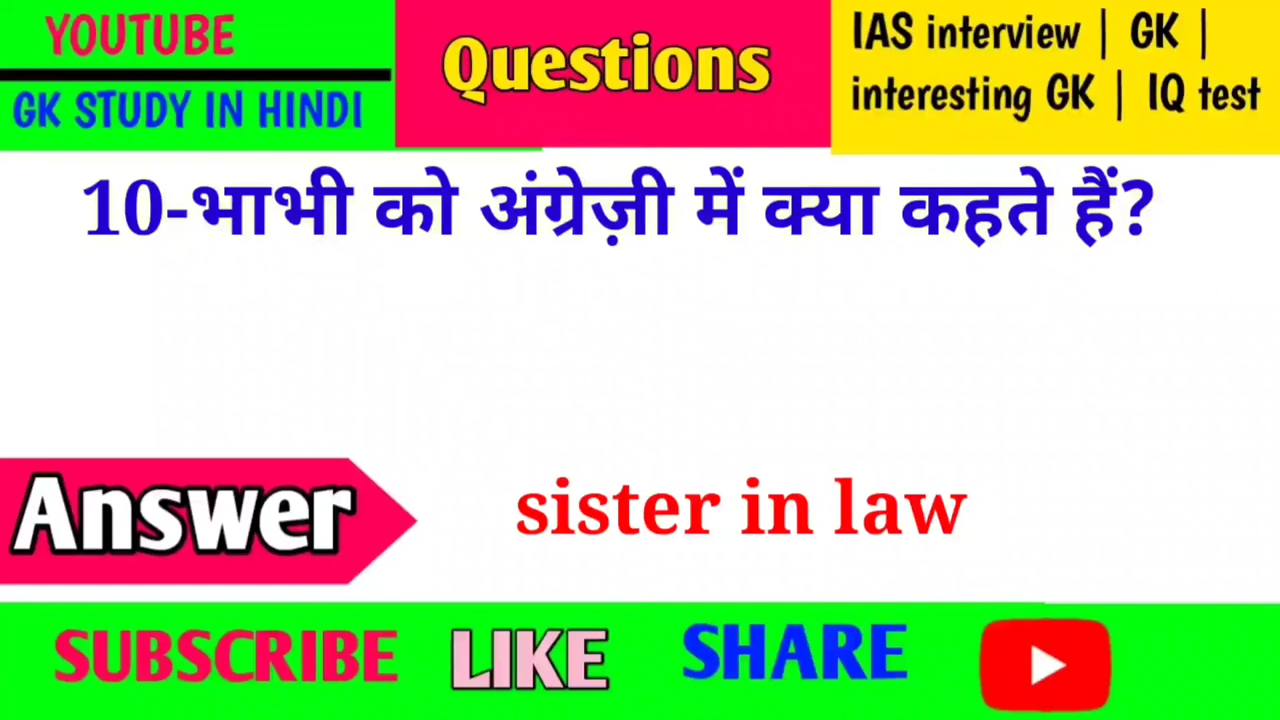 YOUTUBE
GK STUDY IN HINDI
Questions
IAS interview | GK |
interesting GK | IQ test
10-भाभी को अंग्रेज़ी में क्या कहते हैं?
Answer
sister in law
SUBSCRIBE LIKE SHARE